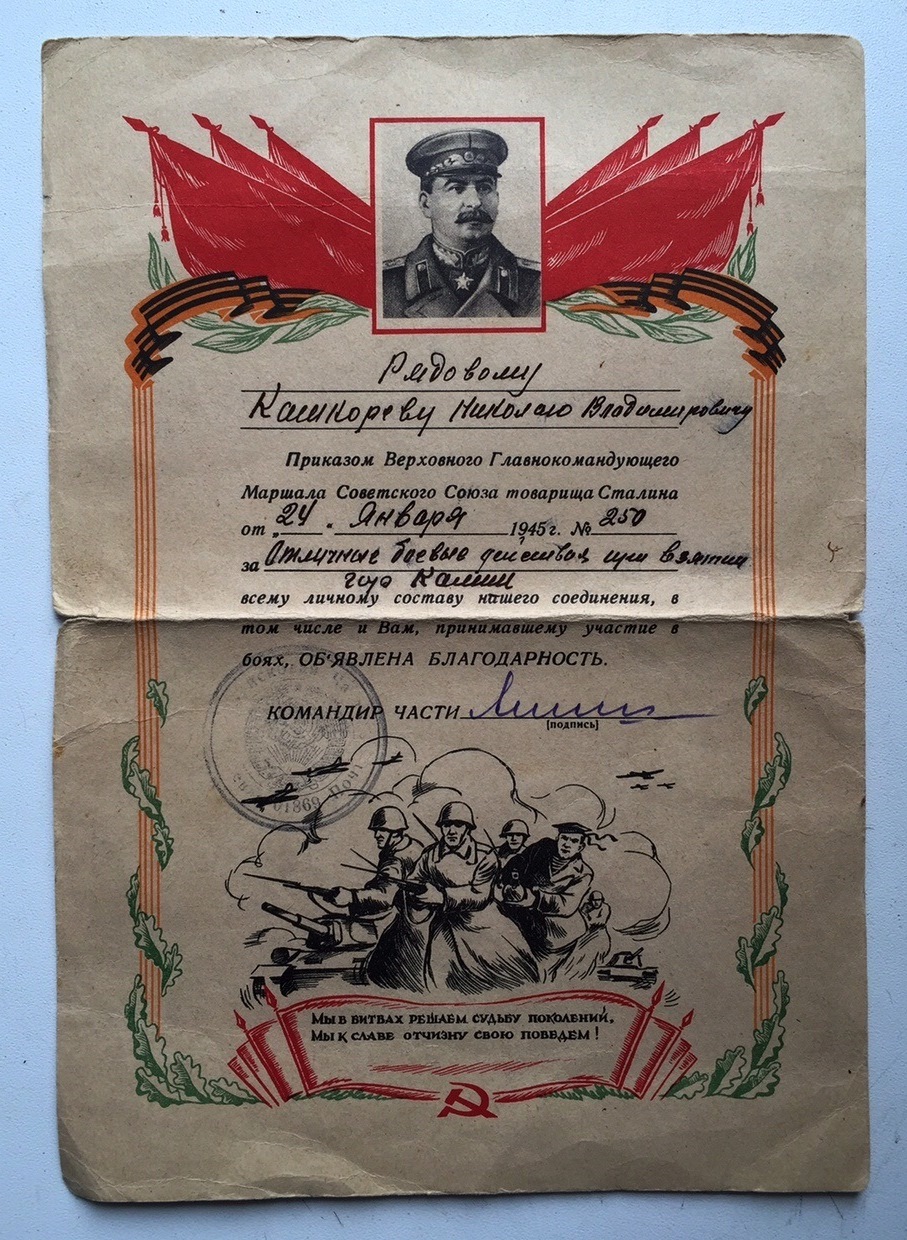 Рядовому
Кашкореву Николаю Владимировичу
Приказом Верховного Главнокомандующего
Маршала Советского Союза товарища Сталина
от „24" Января 1945 г. № 250
за Отличные боевые действия при взятии
гор Калиш
всему личному составу нашего соединения, в
том числе и Вам, принимавшему участие в
боях, ОБ'ЯВЛЕНА БЛАГОДАРНОСТЬ.
КОМАНДИР ЧАСТИ
[подпись]
01869
Мы в битвах решаем судьбу поколений,
Мы к славе отчизну свою поведем!